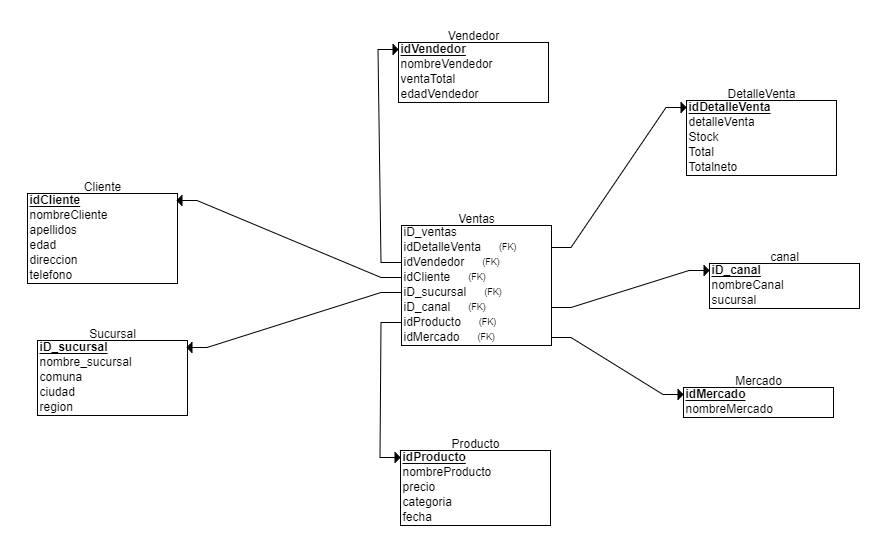 Vendedor
idVendedor
nombreVendedor
ventaTotal
edadVendedor
DetalleVenta
idDetalleVenta
detalleVenta
Stock
Total
Totalneto
Cliente
idCliente
nombreCliente
apellidos
edad
direccion
telefono
Ventas
iD_ventas
idDetalleVenta (FK)
idVendedor (FK)
idCliente (FK)
iD_sucursal (FK)
iD_canal (FK)
idProducto (FK)
idMercado (FK)
canal
iD_canal
nombreCanal
sucursal
Sucursal
iD_sucursal
nombre_sucursal
comuna
ciudad
region
Mercado
idMercado
nombreMercado
Producto
idProducto
nombreProducto
precio
categoria
fecha